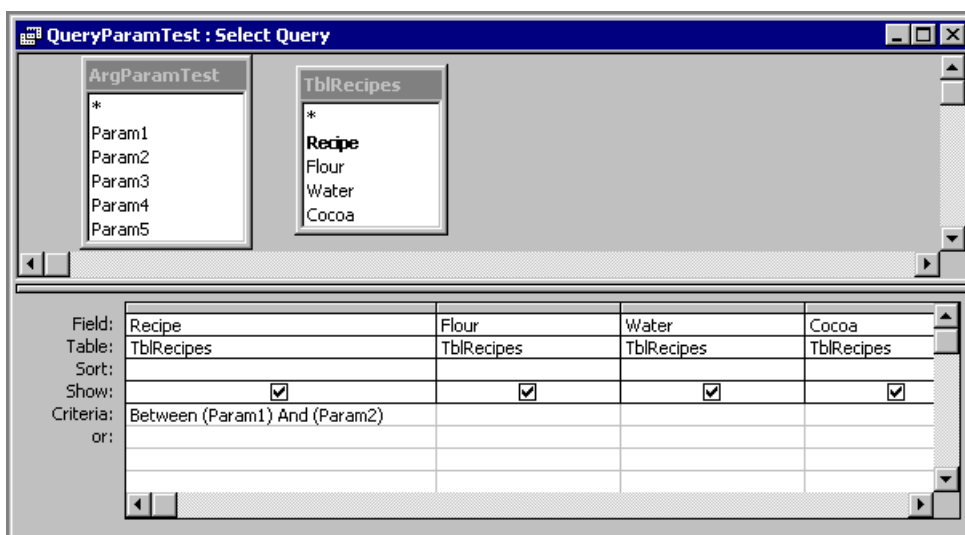 QueryParamTest : Select Query
ArgParamTest
*
Param1
Param2
Param3
Param4
Param5
TblRecipes
*
Recipe
Flour
Water
Cocoa
Field: Recipe Flour Water Cocoa
Table: TblRecipes TblRecipes TblRecipes TblRecipes
Sort:
Show:
Criteria: Between (Param1) And (Param2)
or: